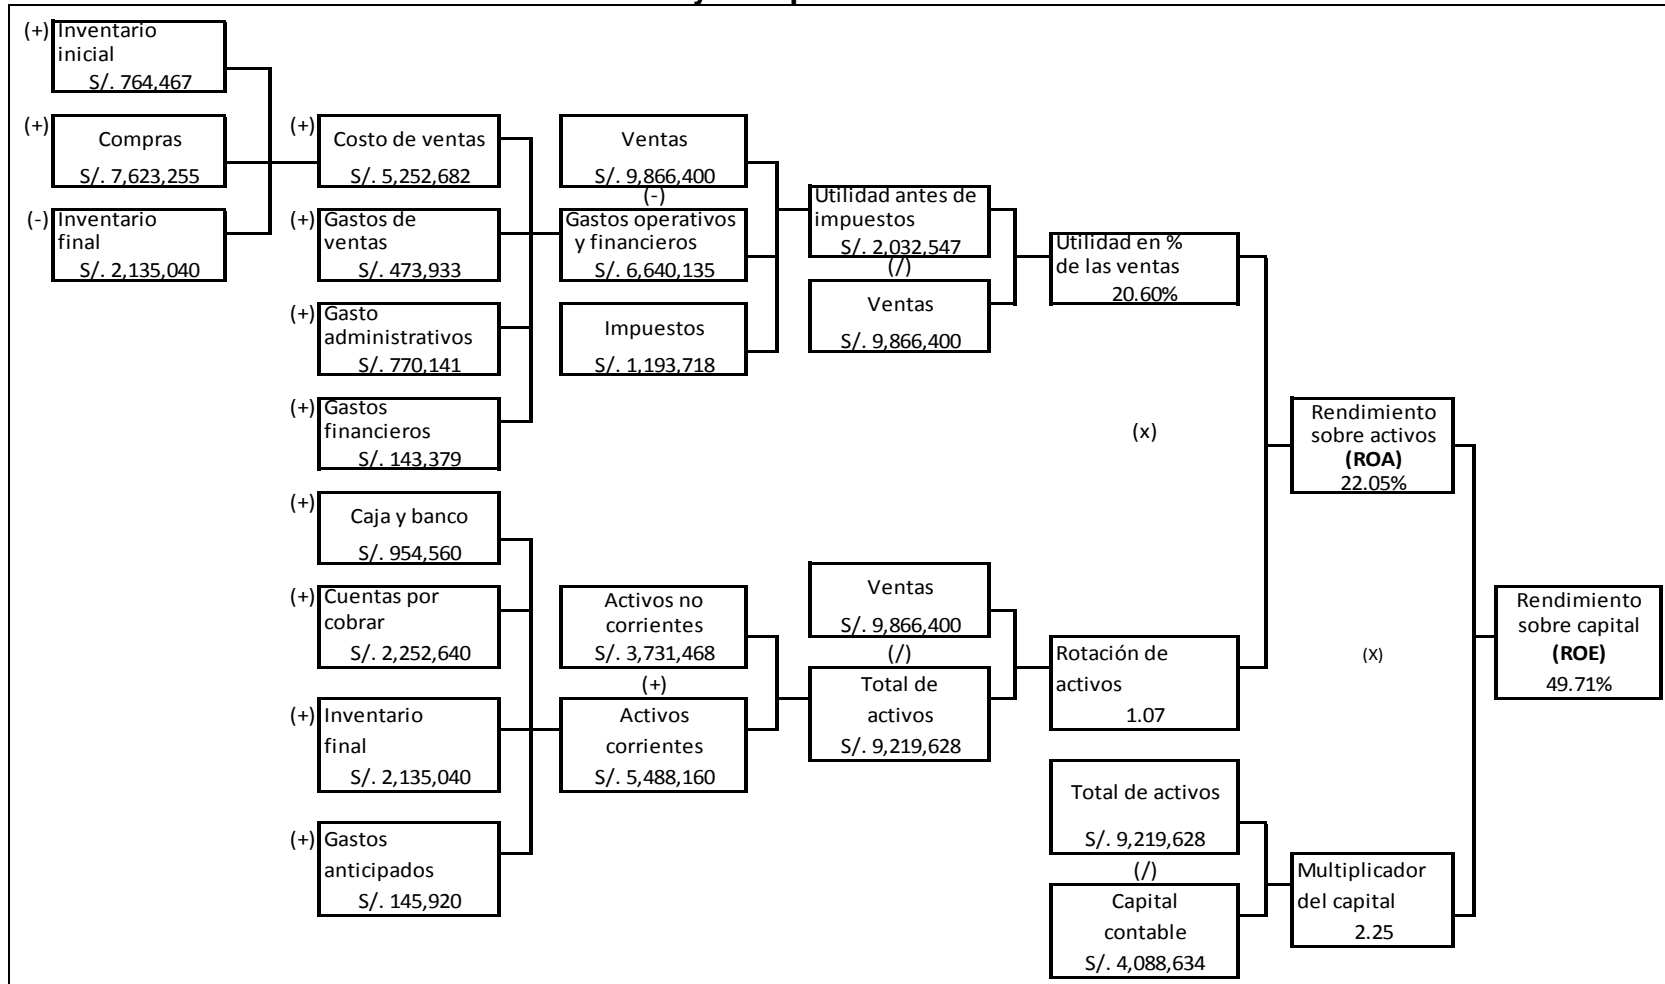 (+) Inventario
inicial
S/. 764,467
(+) Compras
S/. 7,623,255
(-) Inventario
final
S/. 2,135,040
(+) Costo de ventas
S/. 5,252,682
(+) Gastos de
ventas
S/. 473,933
(+) Gasto
administrativos
S/. 770,141
(+) Gastos
financieros
S/. 143,379
(+) Caja y banco
S/. 954,560
(+) Cuentas por
cobrar
S/. 2,252,640
(+) Inventario
final
S/. 2,135,040
(+) Gastos
anticipados
S/. 145,920
Ventas
S/. 9,866,400
(-)
Gastos operativos
y financieros
S/. 6,640,135
Impuestos
S/. 1,193,718
Activos no
corrientes
S/. 3,731,468
(+)
Activos
corrientes
S/. 5,488,160
Utilidad antes de
impuestos
S/. 2,032,547
(/)
Ventas
S/. 9,866,400
Ventas
S/. 9,866,400
(/)
Total de
activos
S/. 9,219,628
Utilidad en %
de las ventas
20.60%
(x)
Rotación de
activos
1.07
Total de activos
S/. 9,219,628
(/)
Capital
contable
S/. 4,088,634
Rendimiento
sobre activos
(ROA)
22.05%
(X)
Multiplicador
del capital
2.25
Rendimiento
sobre capital
(ROE)
49.71%